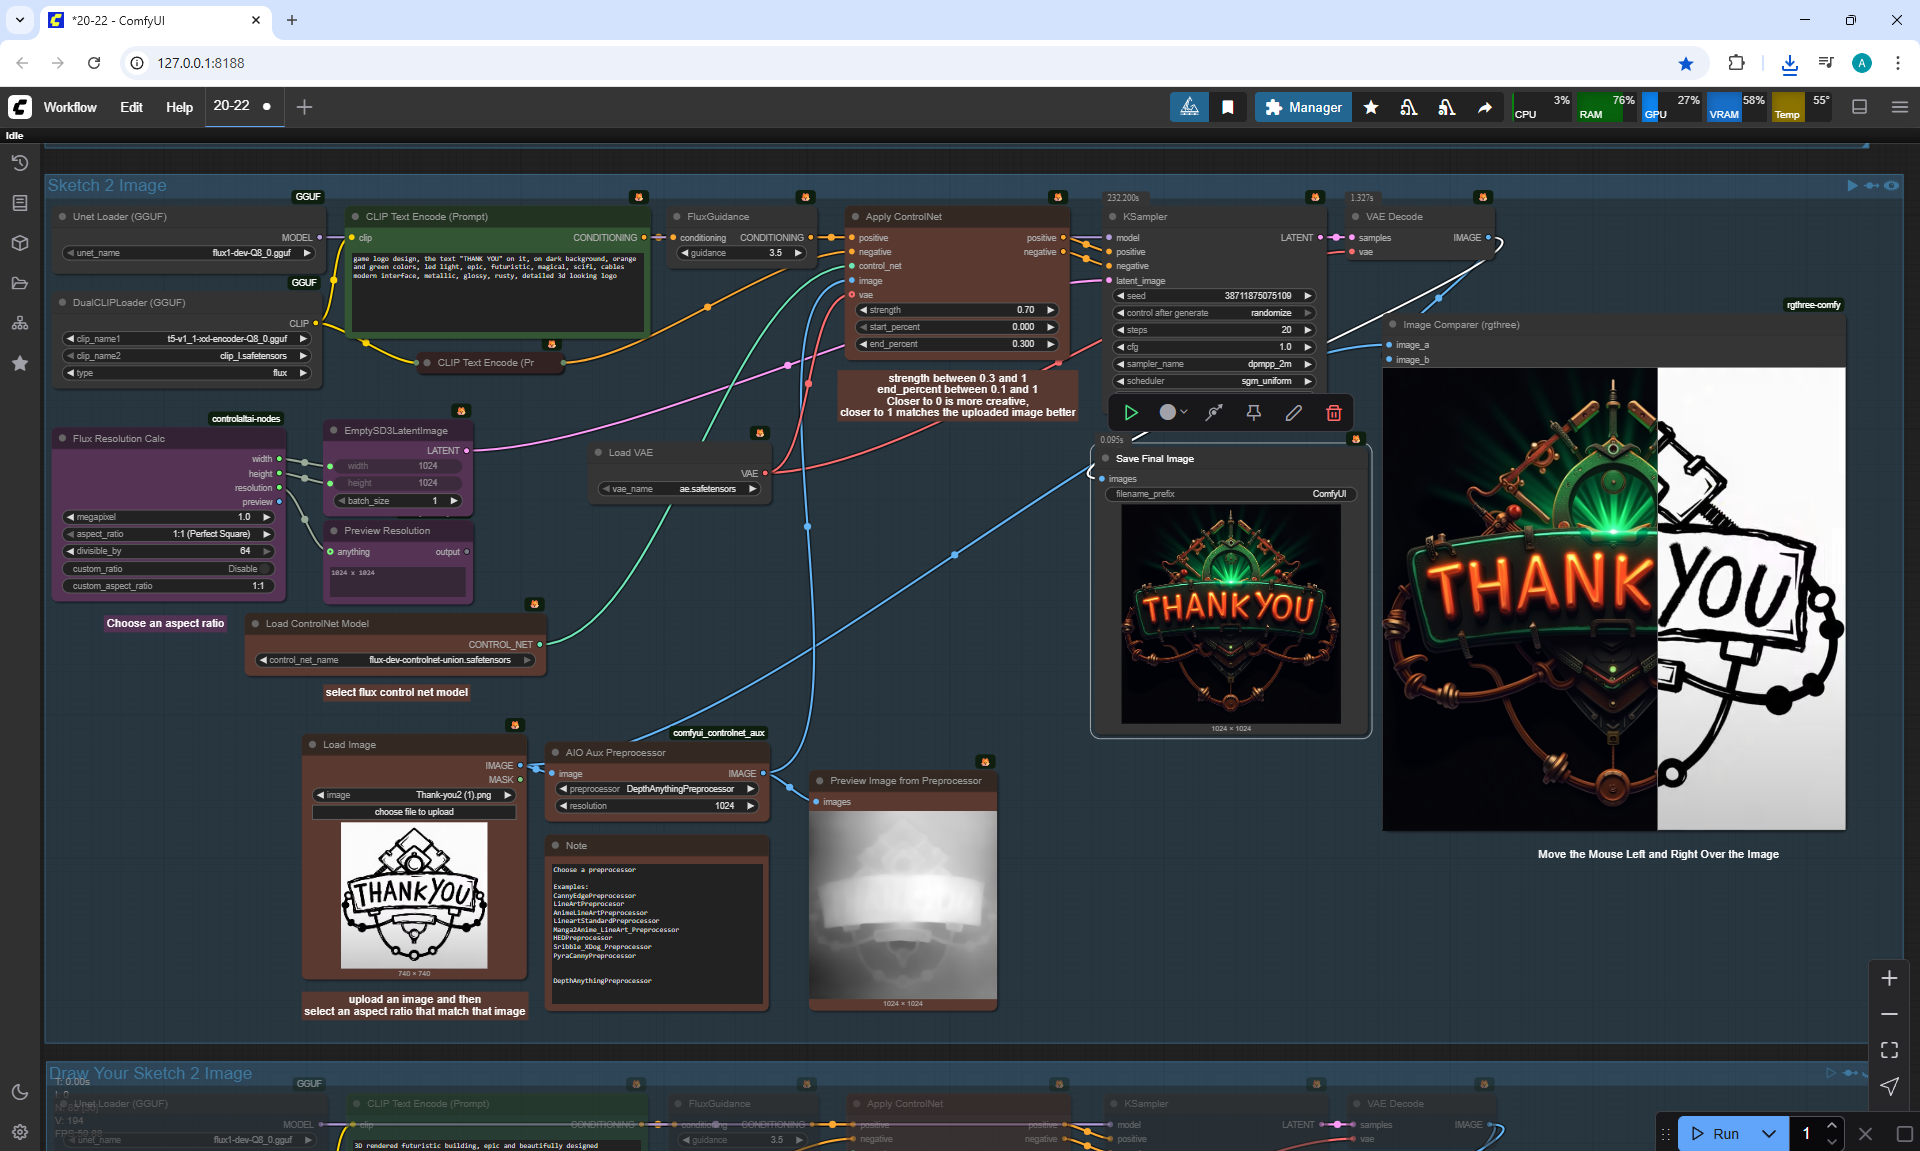 *20-22 - ComfyUI
127.0.0.1:8188
A
Workflow
Edit
Help
20-22
Manager
CPU 3%
RAM 76%
GPU 27%
VRAM 58%
Temp 55°
Idle
Sketch 2 Image
GGUF
Unet Loader (GGUF)
MODEL
unet_name flux1-dev-Q8_0.gguf
GGUF
DualCLIPLoader (GGUF)
CLIP
clip_name1 t5-v1_1-xxl-encoder-Q8_0.gguf
clip_name2 clip_l.safetensors
type flux
CLIP Text Encode (Prompt)
clip CONDITIONING
game logo design, the text "THANK YOU" on it, on dark background, orange
and green colors, led light, epic, futuristic, magical, scifi, cables
modern interface, metallic, glossy, rusty, detailed 3d looking logo
CLIP Text Encode (Pr
FluxGuidance
conditioning CONDITIONING
guidance 3.5
Apply ControlNet
positive positive
negative negative
control_net
image
vae
strength 0.70
start_percent 0.000
end_percent 0.300
strength between 0.3 and 1
end_percent between 0.1 and 1
Closer to 0 is more creative,
closer to 1 matches the uploaded image better
232.200s
KSampler
model LATENT
positive
negative
latent_image
seed 38711875075109
control after generate randomize
steps 20
cfg 1.0
sampler_name dpmpp_2m
scheduler sgm_uniform
1.327s
VAE Decode
samples IMAGE
vae
rgthree-comfy
Image Comparer (rgthree)
image_a
image_b
THANK YOU
Move the Mouse Left and Right Over the Image
controlaltai-nodes
Flux Resolution Calc
width
height
resolution
preview
megapixel 1.0
aspect_ratio 1:1 (Perfect Square)
divisible_by 64
custom_ratio Disable
custom_aspect_ratio 1:1
Choose an aspect ratio
EmptySD3LatentImage
LATENT
width 1024
height 1024
batch_size 1
Preview Resolution
anything output
1024 x 1024
Load VAE
VAE
vae_name ae.safetensors
0.095s
Save Final Image
images
filename_prefix ComfyUI
THANK YOU
1024 × 1024
Load ControlNet Model
CONTROL_NET
control_net_name flux-dev-controlnet-union.safetensors
select flux control net model
Load Image
IMAGE
MASK
image Thank-you2 (1).png
choose file to upload
THANK YOU
740 × 740
upload an image and then
select an aspect ratio that match that image
comfyui_controlnet_aux
AIO Aux Preprocessor
image IMAGE
preprocessor DepthAnythingPreprocessor
resolution 1024
Note
Choose a preprocessor
Examples:
CannyEdgePreprocessor
LineArtPreprocesor
AnimeLineArtPreprocessor
LineartStandardPreprocessor
Manga2Anime_LineArt_Preprocessor
HEDPreprocessor
Sribble_XDog_Preprocessor
PyraCannyPreprocessor
DepthAnythingPreprocessor
Preview Image from Preprocessor
images
1024 × 1024
Draw Your Sketch 2 Image
T: 0.00s
V: 194
GGUF
Unet Loader (GGUF)
MODEL
unet_name flux1-dev-Q8_0.gguf
CLIP Text Encode (Prompt)
CONDITIONING
3D rendered futuristic building, epic and beautifully designed
FluxGuidance
conditioning CONDITIONING
guidance 3.5
Apply ControlNet
positive positive
negative negative
KSampler
model LATENT
positive
VAE Decode
samples IMAGE
vae
Run
1